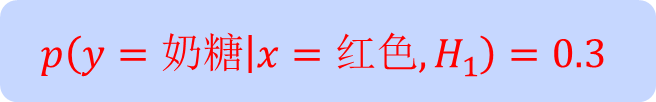 p(y = 奶糖|x = 红色, H₁) = 0.3